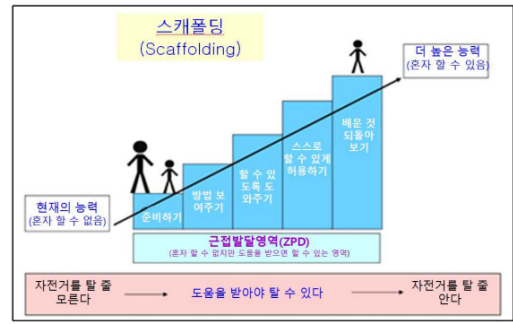 스캐폴딩
(Scaffolding)
더 높은 능력
(혼자 할 수 있음)
배운 것
되돌아
보기
스스로
할 수 있게
허용하기
할 수 있
도록 도
와주기
방법 보
여주기
준비하기
현재의 능력
(혼자 할 수 없음)
근접발달영역(ZPD)
(혼자 할 수 없지만 도움을 받으면 할 수 있는 영역)
자전거를 탈 줄
모른다
도움을 받아야 탈 수 있다
자전거를 탈 줄
안다